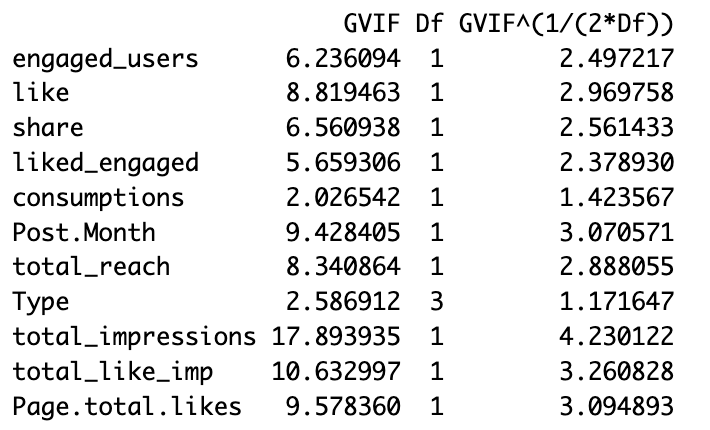 GVIF Df GVIF^(1/(2*Df))
engaged_users 6.236094 1 2.497217
like 8.819463 1 2.969758
share 6.560938 1 2.561433
liked_engaged 5.659306 1 2.378930
consumptions 2.026542 1 1.423567
Post.Month 9.428405 1 3.070571
total_reach 8.340864 1 2.888055
Type 2.586912 3 1.171647
total_impressions 17.893935 1 4.230122
total_like_imp 10.632997 1 3.260828
Page.total.likes 9.578360 1 3.094893